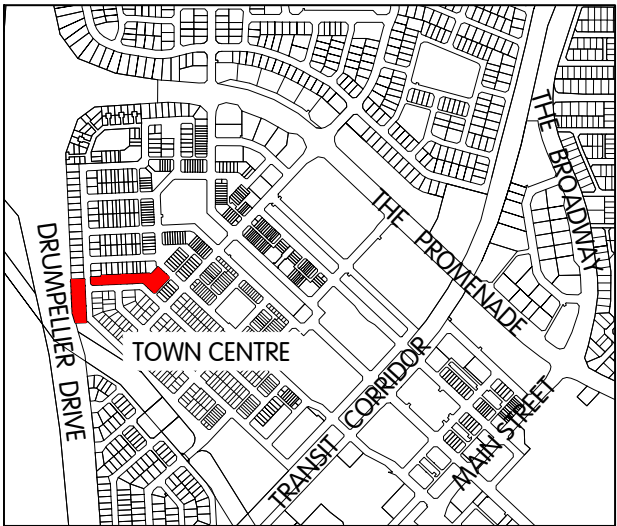 THE BROADWAY
THE PROMENADE
DRUMPELLIER DRIVE
TOWN CENTRE
TRANSIT CORRIDOR
MAIN STREET